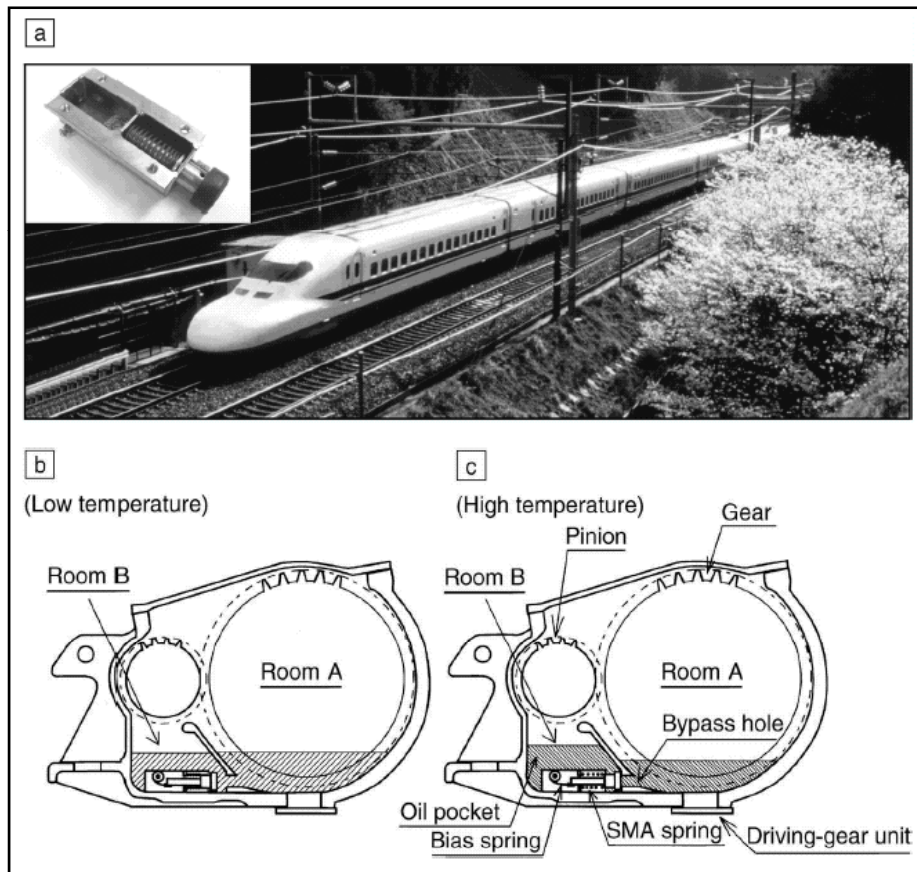 a
b
(Low temperature)
Room B
Room A
c
(High temperature)
Gear
Pinion
Room B
Room A
Bypass hole
Oil pocket
Bias spring
SMA spring
Driving-gear unit